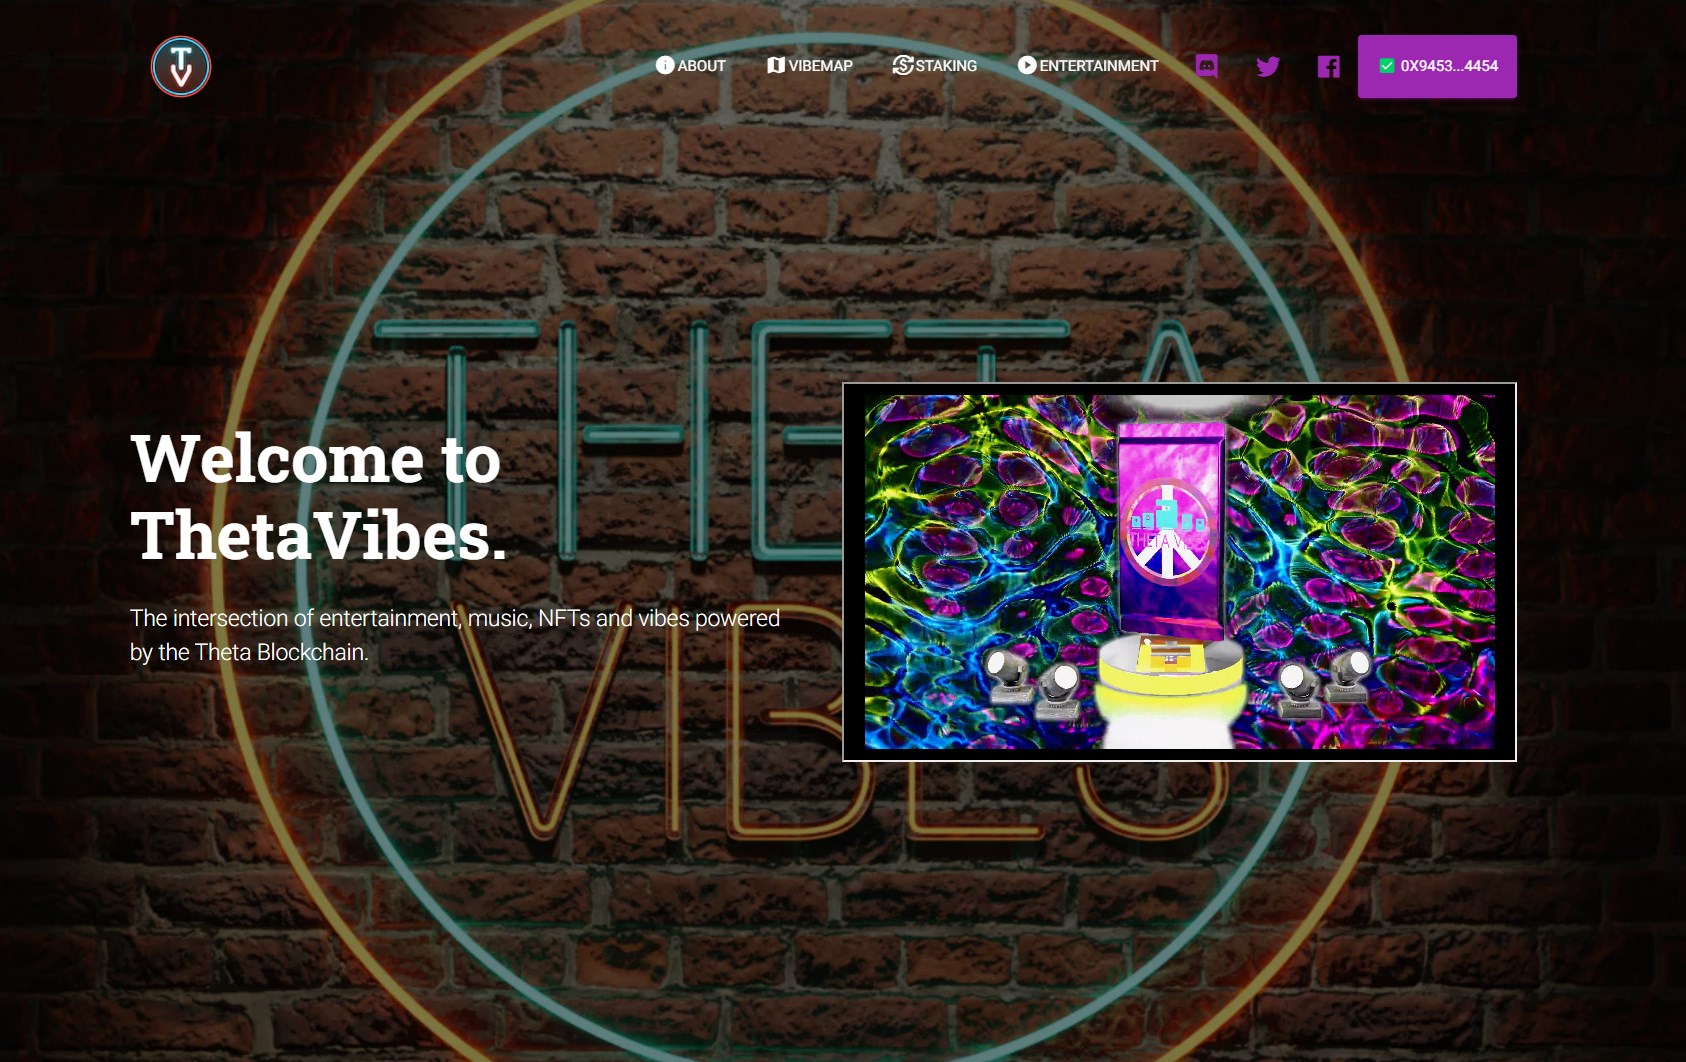 TV
ABOUT
VIBEMAP
STAKING
ENTERTAINMENT
0X9453...4454
THETA
VIBES
Welcome to
ThetaVibes.
The intersection of entertainment, music, NFTs and vibes powered
by the Theta Blockchain.